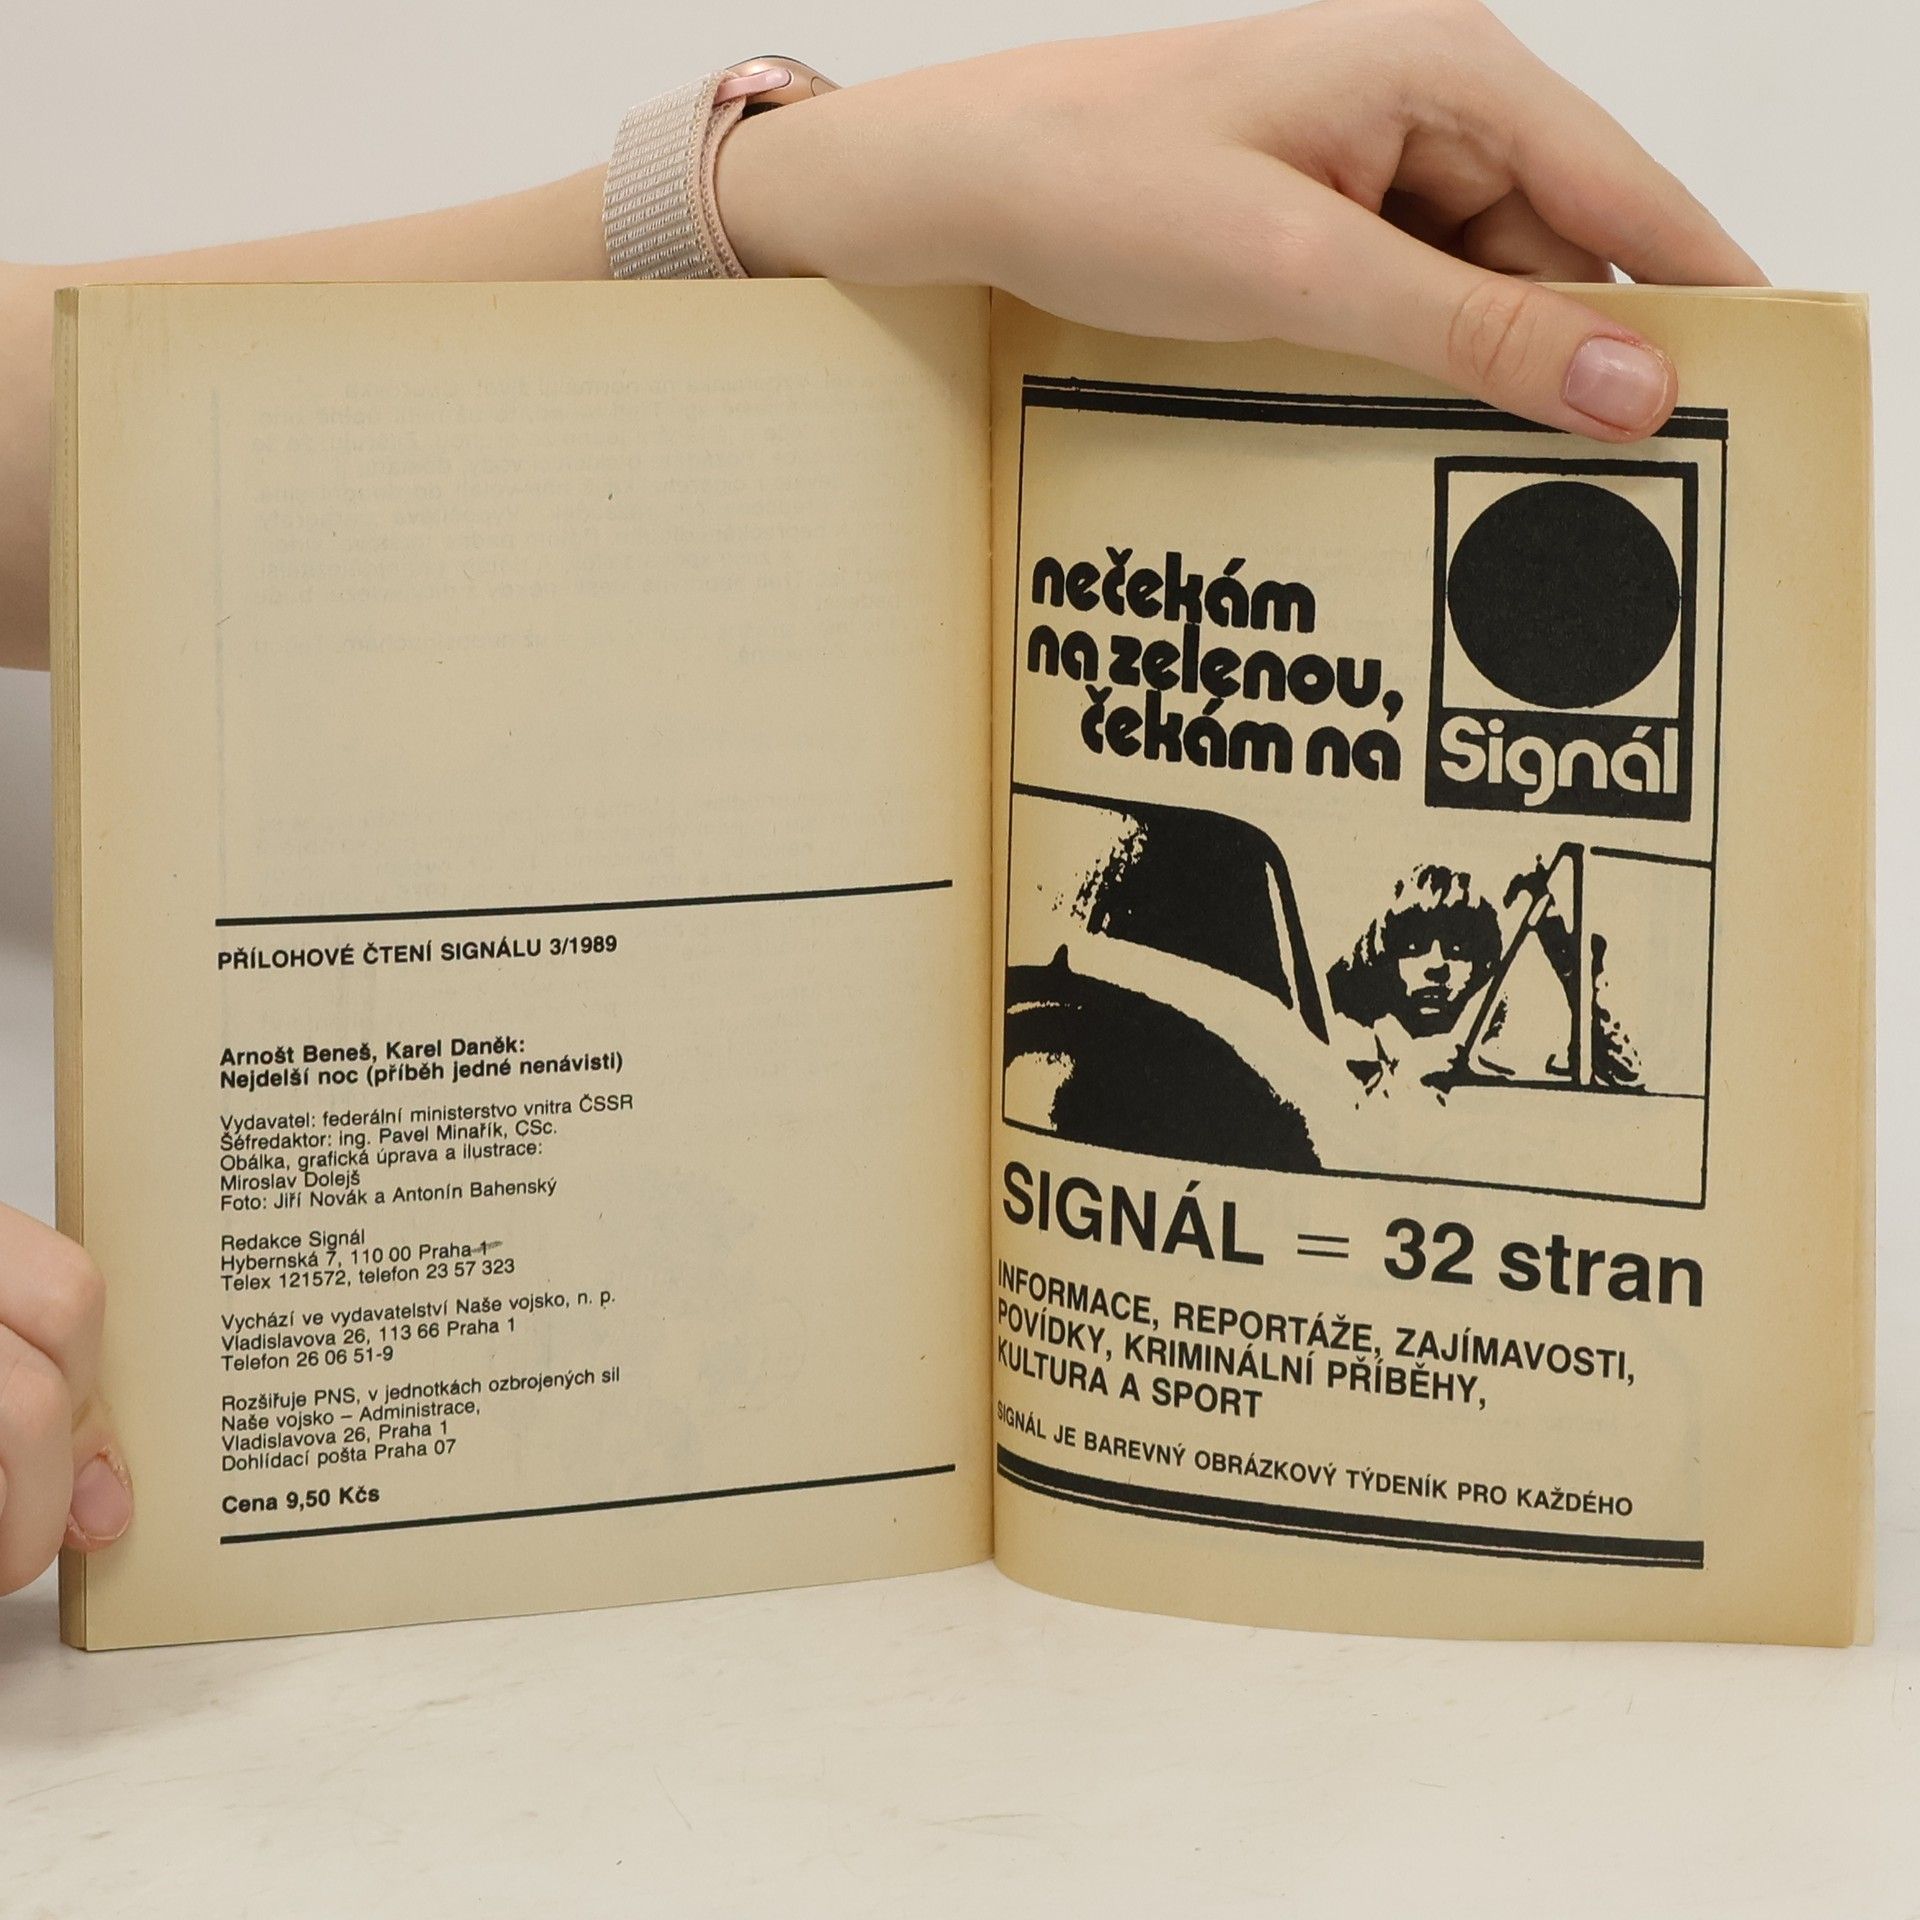 PŘÍLOHOVÉ ČTENÍ SIGNÁLU 3/1989
Arnošt Beneš, Karel Daněk:
Nejdelší noc (příběh jedné nenávisti)
Vydavatel: federální ministerstvo vnitra ČSSR
Šéfredaktor: ing. Pavel Minařík, CSc.
Obálka, grafická úprava a ilustrace:
Miroslav Dolejš
Foto: Jiří Novák a Antonín Bahenský
Redakce Signál
Hybernská 7, 110 00 Praha 1
Telex 121572, telefon 23 57 323
Vychází ve vydavatelství Naše vojsko, n. p.
Vladislavova 26, 113 66 Praha 1
Telefon 26 06 51-9
Rozšiřuje PNS, v jednotkách ozbrojených sil
Naše vojsko – Administrace,
Vladislavova 26, Praha 1
Dohlídací pošta Praha 07
Cena 9,50 Kčs
nečekám
na zelenou,
čekám na
Signál
SIGNÁL = 32 stran
INFORMACE, REPORTÁŽE, ZAJÍMAVOSTI,
POVÍDKY, KRIMINÁLNÍ PŘÍBĚHY,
KULTURA A SPORT
SIGNÁL JE BAREVNÝ OBRÁZKOVÝ TÝDENÍK PRO KAŽDÉHO